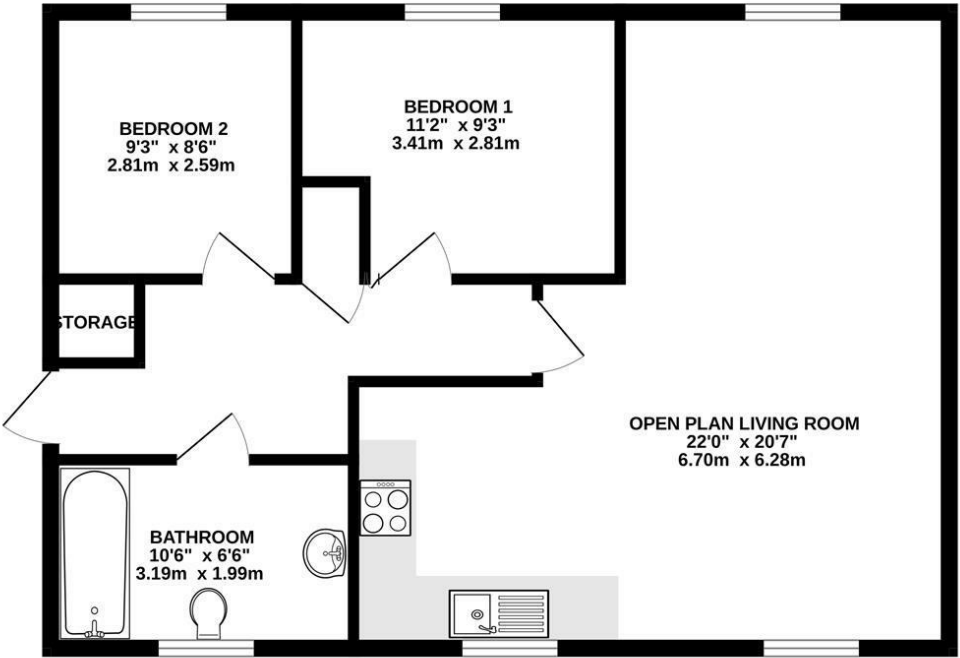 BEDROOM 2
9'3" x 8'6"
2.81m x 2.59m
BEDROOM 1
11'2" x 9'3"
3.41m x 2.81m
STORAGE
OPEN PLAN LIVING ROOM
22'0" x 20'7"
6.70m x 6.28m
BATHROOM
10'6" x 6'6"
3.19m x 1.99m